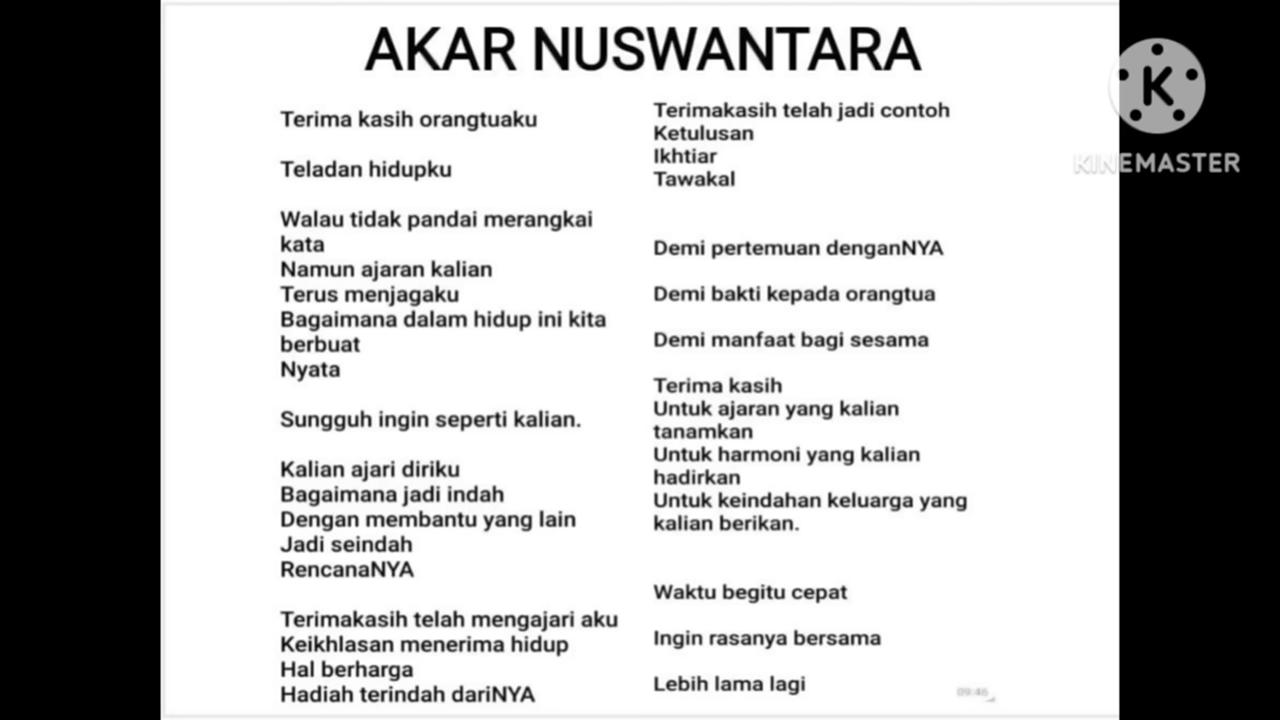 AKAR NUSWANTARA
Terima kasih orangtuaku
Teladan hidupku
Walau tidak pandai merangkai
kata
Namun ajaran kalian
Terus menjagaku
Bagaimana dalam hidup ini kita
berbuat
Nyata
Sungguh ingin seperti kalian.
Kalian ajari diriku
Bagaimana jadi indah
Dengan membantu yang lain
Jadi seindah
RencanaNYA
Terimakasih telah mengajari aku
Keikhlasan menerima hidup
Hal berharga
Hadiah terindah dariNYA
Terimakasih telah jadi contoh
Ketulusan
Ikhtiar
Tawakal
Demi pertemuan denganNYA
Demi bakti kepada orangtua
Demi manfaat bagi sesama
Terima kasih
Untuk ajaran yang kalian
tanamkan
Untuk harmoni yang kalian
hadirkan
Untuk keindahan keluarga yang
kalian berikan.
Waktu begitu cepat
Ingin rasanya bersama
Lebih lama lagi
09:46
K
KINEMASTER